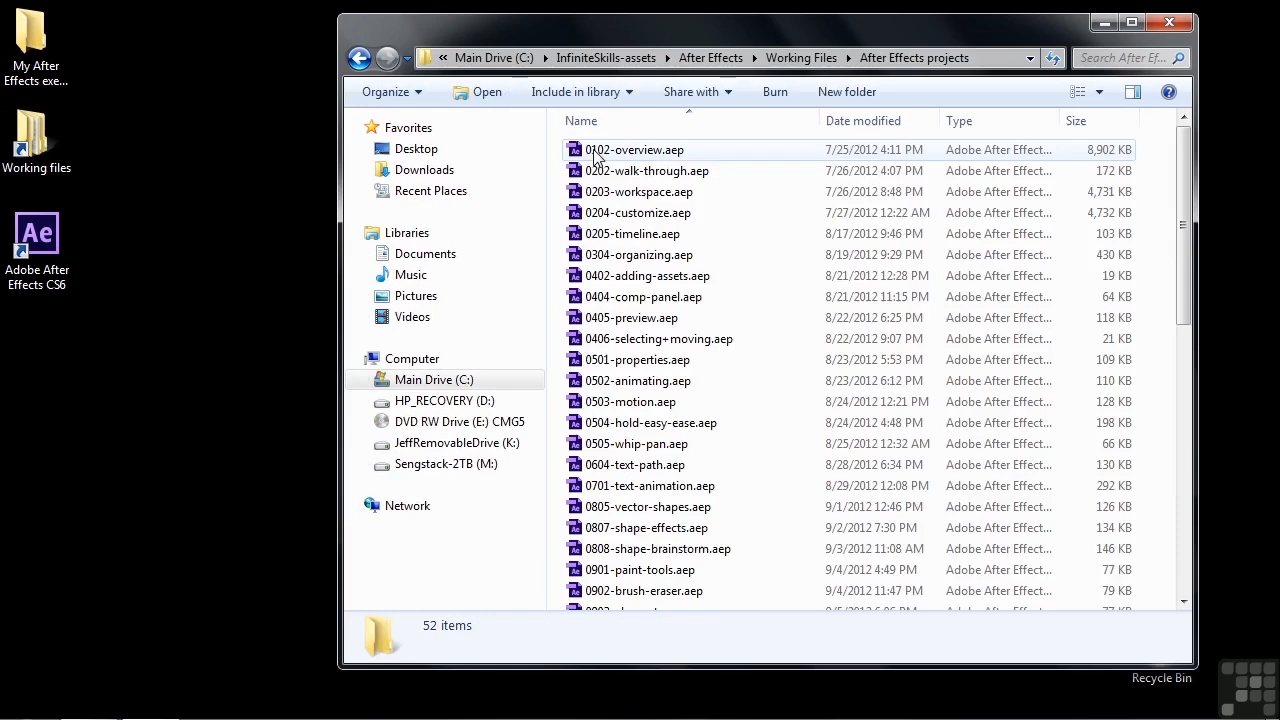 My After
Effects exe...
Working files
Ae
Adobe After
Effects CS6
« Main Drive (C:) InfiniteSkills-assets After Effects Working Files After Effects projects
Search After Ef...
Organize Open Include in library Share with Burn New folder
Favorites
Desktop
Downloads
Recent Places
Libraries
Documents
Music
Pictures
Videos
Computer
Main Drive (C:)
HP_RECOVERY (D:)
DVD RW Drive (E:) CMG5
JeffRemovableDrive (K:)
Sengstack-2TB (M:)
Network
Name Date modified Type Size
0102-overview.aep 7/25/2012 4:11 PM Adobe After Effect... 8,902 KB
0202-walk-through.aep 7/26/2012 4:07 PM Adobe After Effect... 172 KB
0203-workspace.aep 7/26/2012 8:48 PM Adobe After Effect... 4,731 KB
0204-customize.aep 7/27/2012 12:22 AM Adobe After Effect... 4,732 KB
0205-timeline.aep 8/17/2012 9:46 PM Adobe After Effect... 103 KB
0304-organizing.aep 8/19/2012 9:29 PM Adobe After Effect... 430 KB
0402-adding-assets.aep 8/21/2012 12:28 PM Adobe After Effect... 19 KB
0404-comp-panel.aep 8/21/2012 11:15 PM Adobe After Effect... 64 KB
0405-preview.aep 8/22/2012 6:25 PM Adobe After Effect... 118 KB
0406-selecting+moving.aep 8/22/2012 9:07 PM Adobe After Effect... 21 KB
0501-properties.aep 8/23/2012 5:53 PM Adobe After Effect... 109 KB
0502-animating.aep 8/23/2012 6:12 PM Adobe After Effect... 110 KB
0503-motion.aep 8/24/2012 12:21 PM Adobe After Effect... 128 KB
0504-hold-easy-ease.aep 8/24/2012 4:48 PM Adobe After Effect... 198 KB
0505-whip-pan.aep 8/25/2012 12:32 AM Adobe After Effect... 66 KB
0604-text-path.aep 8/28/2012 6:34 PM Adobe After Effect... 130 KB
0701-text-animation.aep 8/29/2012 12:08 PM Adobe After Effect... 292 KB
0805-vector-shapes.aep 9/1/2012 12:46 PM Adobe After Effect... 126 KB
0807-shape-effects.aep 9/2/2012 7:30 PM Adobe After Effect... 134 KB
0808-shape-brainstorm.aep 9/3/2012 11:08 AM Adobe After Effect... 146 KB
0901-paint-tools.aep 9/4/2012 4:49 PM Adobe After Effect... 77 KB
0902-brush-eraser.aep 9/4/2012 11:47 PM Adobe After Effect... 79 KB
52 items
Recycle Bin